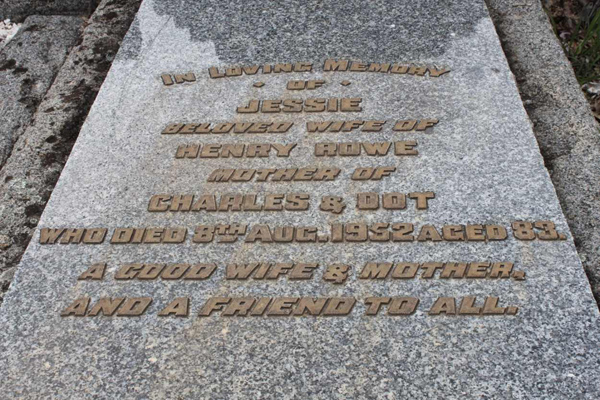 In Loving Memory
· OF ·
JESSIE
BELOVED WIFE OF
HENRY ROWE
MOTHER OF
CHARLES & DOT
WHO DIED 8TH AUG. 1952 AGED 83.
A GOOD WIFE & MOTHER,
AND A FRIEND TO ALL.